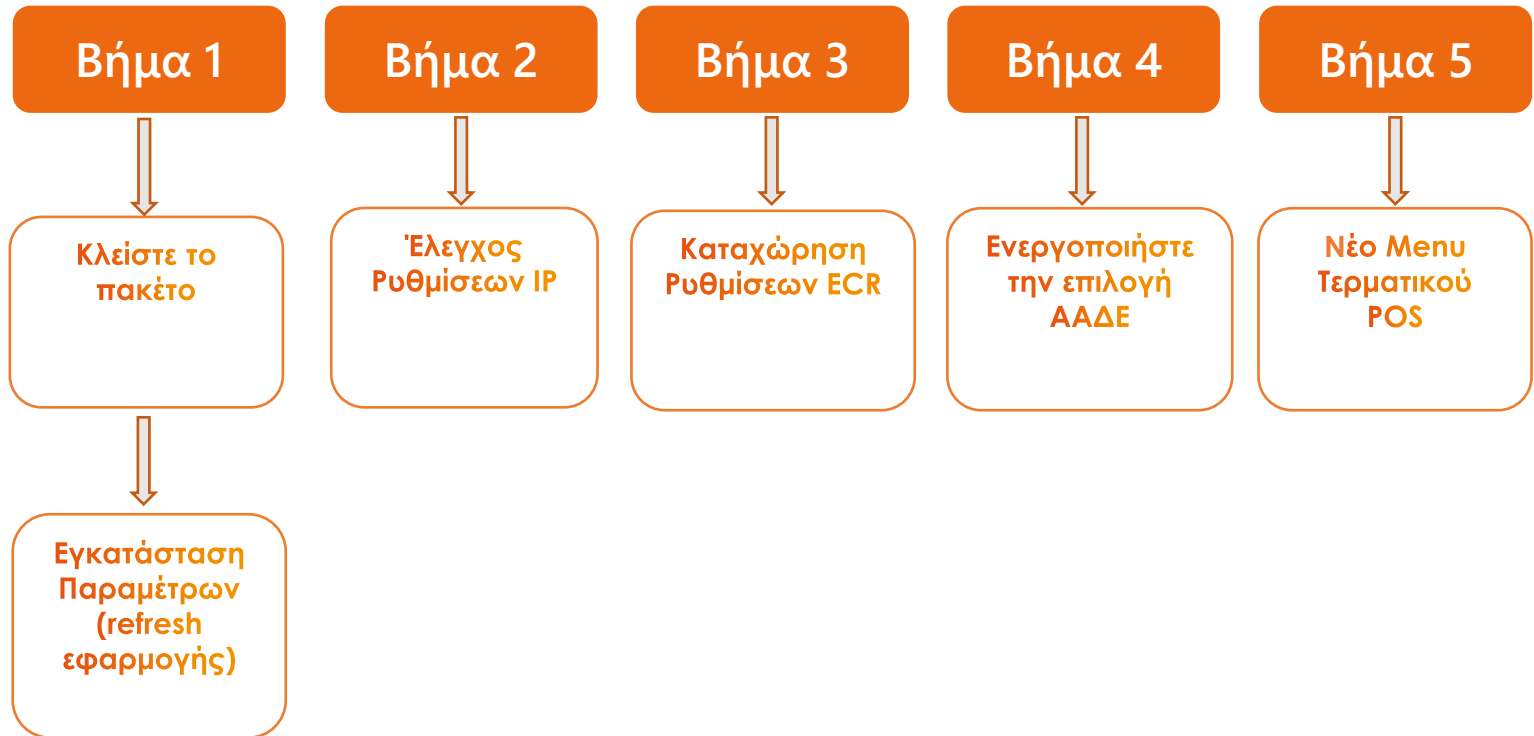 Βήμα 1
Βήμα 2
Βήμα 3
Βήμα 4
Βήμα 5
Κλείστε το
πακέτο
Έλεγχος
Ρυθμίσεων IP
Καταχώρηση
Ρυθμίσεων ECR
Ενεργοποιήστε
την επιλογή
ΑΑΔΕ
Νέο Menu
Τερματικού
POS
Εγκατάσταση
Παραμέτρων
(refresh
εφαρμογής)